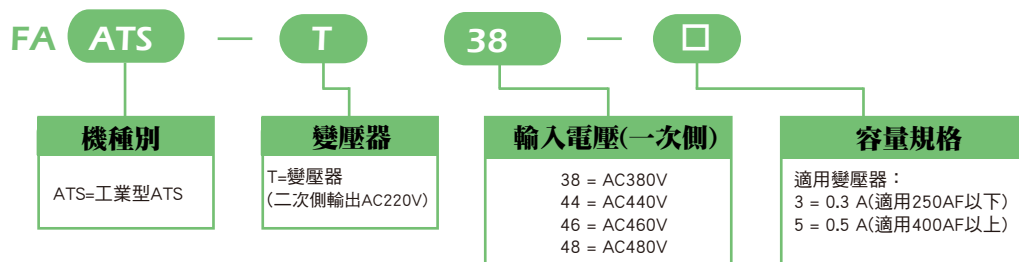 FA ATS — T 38 — □
機種別
ATS=工業型ATS
變壓器
T=變壓器
(二次側輸出AC220V)
輸入電壓(一次側)
38 = AC380V
44 = AC440V
46 = AC460V
48 = AC480V
容量規格
適用變壓器：
3 = 0.3 A(適用250AF以下)
5 = 0.5 A(適用400AF以上)